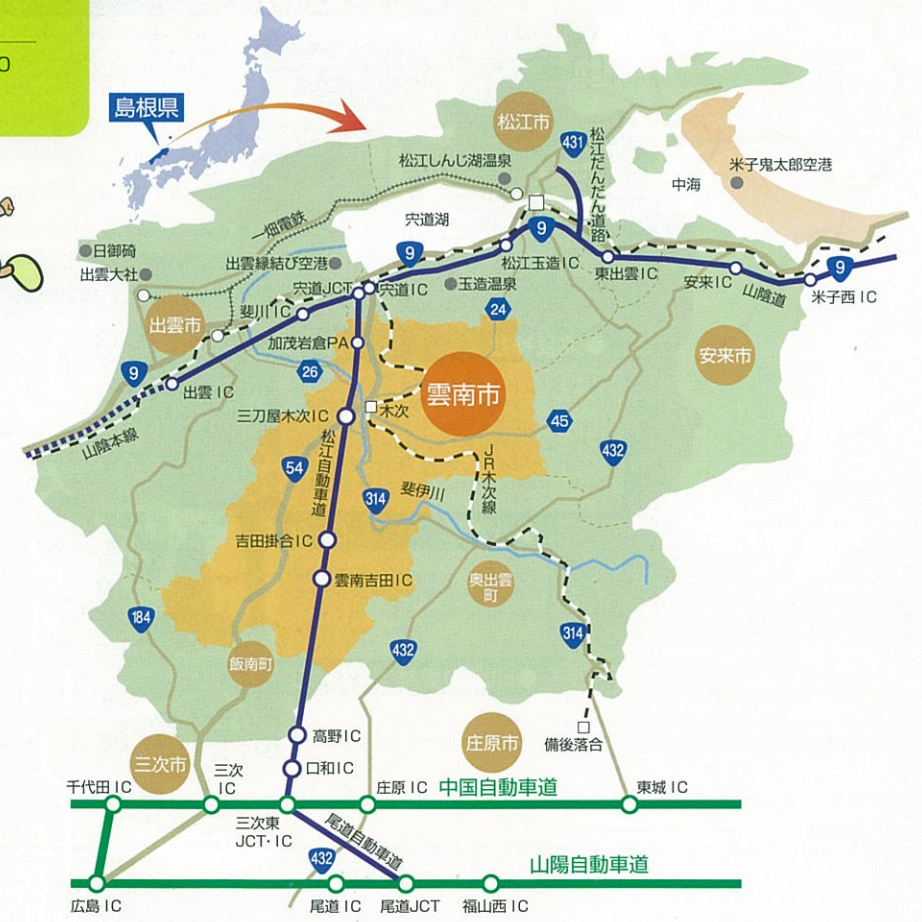 0
島根県
松江市
431
松江だんだん道路
松江しんじ湖温泉
米子鬼太郎空港
中海
宍道湖
一畑電鉄
日御碕
出雲大社
出雲縁結び空港
9
9
9
宍道JCT
宍道IC
玉造温泉
松江玉造IC
東出雲IC
安来IC
山陰道
米子西IC
出雲市
斐川IC
24
加茂岩倉PA
安来市
9
出雲IC
26
雲南市
三刀屋木次IC
木次
45
山陰本線
松江自動車道
54
JR木次線
432
314
斐伊川
吉田掛合IC
雲南吉田IC
奥出雲
町
184
314
432
飯南町
高野IC
庄原市
備後落合
三次市
口和IC
千代田IC
三次
IC
庄原IC
中国自動車道
東城IC
三次東
JCT・IC
尾道自動車道
432
山陽自動車道
広島IC
尾道IC
尾道JCT
福山西IC